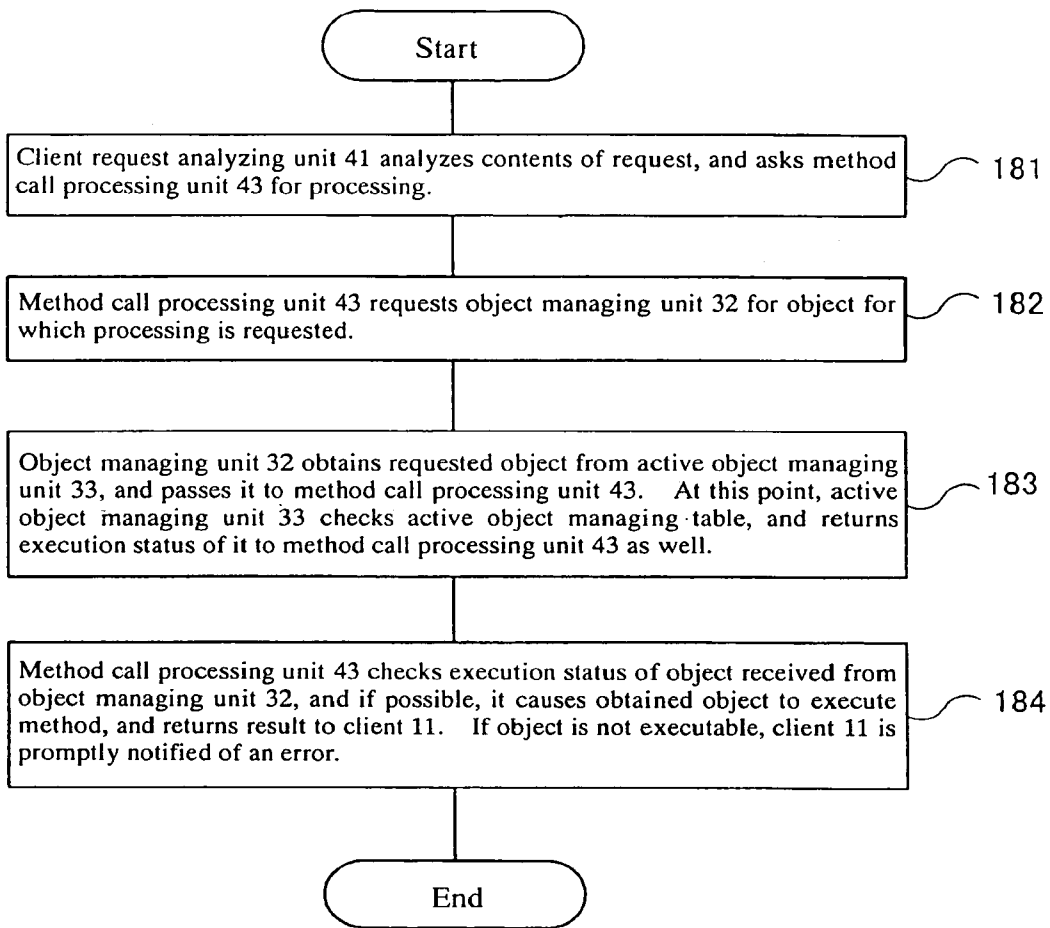 Start
Client request analyzing unit 41 analyzes contents of request, and asks method
call processing unit 43 for processing.
181
Method call processing unit 43 requests object managing unit 32 for object for
which processing is requested.
182
Object managing unit 32 obtains requested object from active object managing
unit 33, and passes it to method call processing unit 43. At this point, active
object managing unit 33 checks active object managing table, and returns
execution status of it to method call processing unit 43 as well.
183
Method call processing unit 43 checks execution status of object received from
object managing unit 32, and if possible, it causes obtained object to execute
method, and returns result to client 11. If object is not executable, client 11 is
promptly notified of an error.
184
End